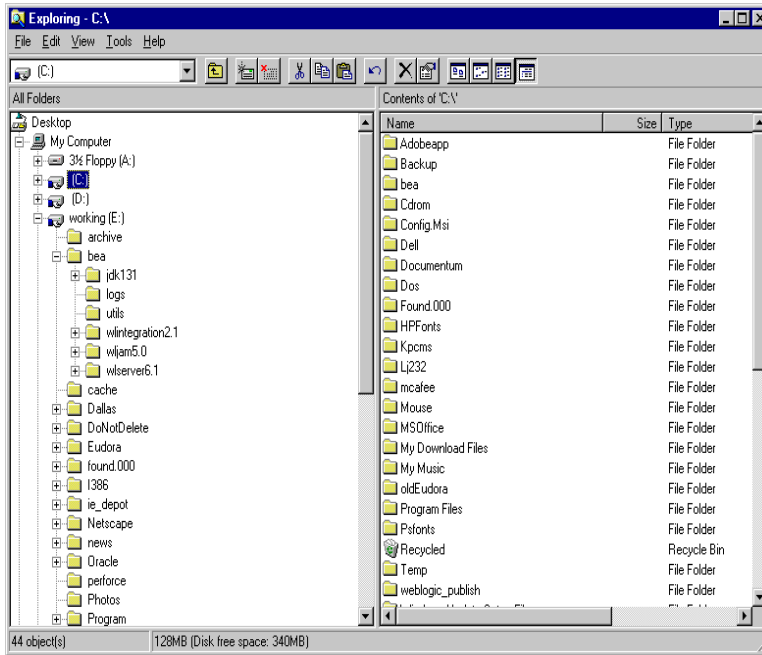 Exploring - C:\
File Edit View Tools Help
(C:)
All Folders
Contents of 'C:\'
Desktop
My Computer
3½ Floppy (A:)
(C:)
(D:)
working (E:)
archive
bea
jdk131
logs
utils
wlintegration2.1
wljam5.0
wlserver6.1
cache
Dallas
DoNotDelete
Eudora
found.000
I386
ie_depot
Netscape
news
Oracle
perforce
Photos
Program
Name Size Type
Adobeapp File Folder
Backup File Folder
bea File Folder
Cdrom File Folder
Config.Msi File Folder
Dell File Folder
Documentum File Folder
Dos File Folder
Found.000 File Folder
HPFonts File Folder
Kpcms File Folder
Lj232 File Folder
mcafee File Folder
Mouse File Folder
MSOffice File Folder
My Download Files File Folder
My Music File Folder
oldEudora File Folder
Program Files File Folder
Psfonts File Folder
Recycled Recycle Bin
Temp File Folder
weblogic_publish File Folder
44 object(s) 128MB (Disk free space: 340MB)